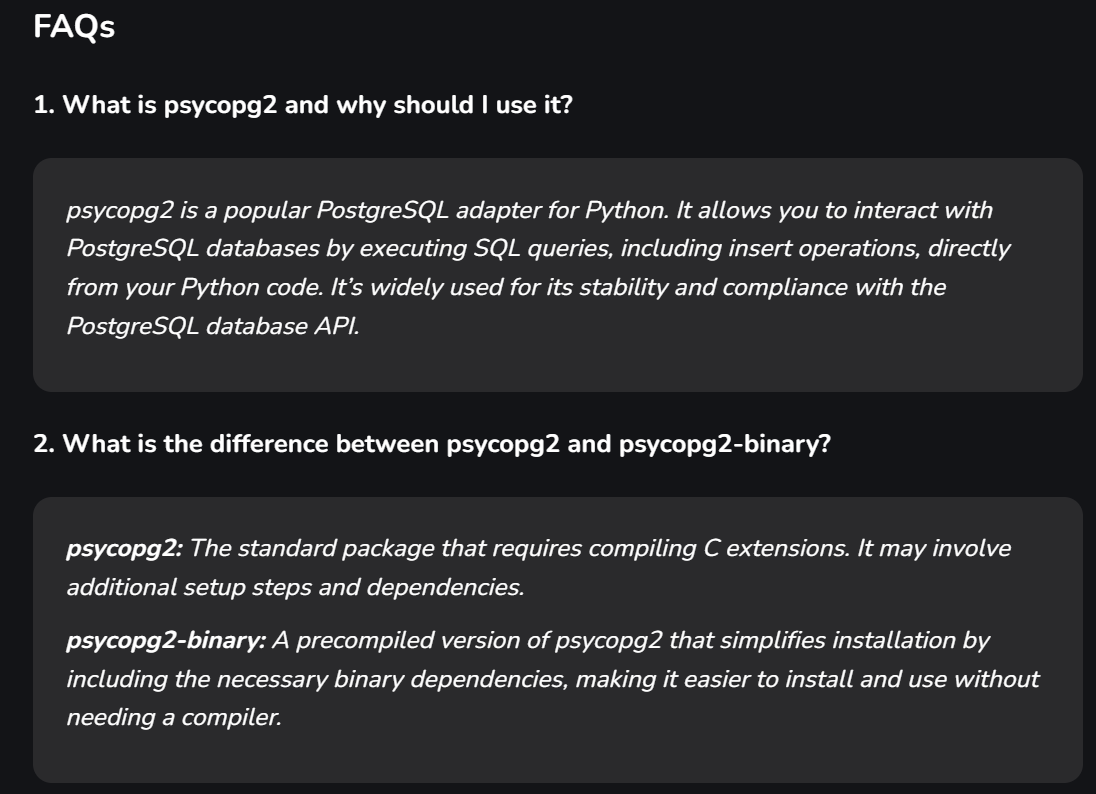 FAQs
1. What is psycopg2 and why should I use it?
psycopg2 is a popular PostgreSQL adapter for Python. It allows you to interact with
PostgreSQL databases by executing SQL queries, including insert operations, directly
from your Python code. It’s widely used for its stability and compliance with the
PostgreSQL database API.
2. What is the difference between psycopg2 and psycopg2-binary?
psycopg2: The standard package that requires compiling C extensions. It may involve
additional setup steps and dependencies.
psycopg2-binary: A precompiled version of psycopg2 that simplifies installation by
including the necessary binary dependencies, making it easier to install and use without
needing a compiler.